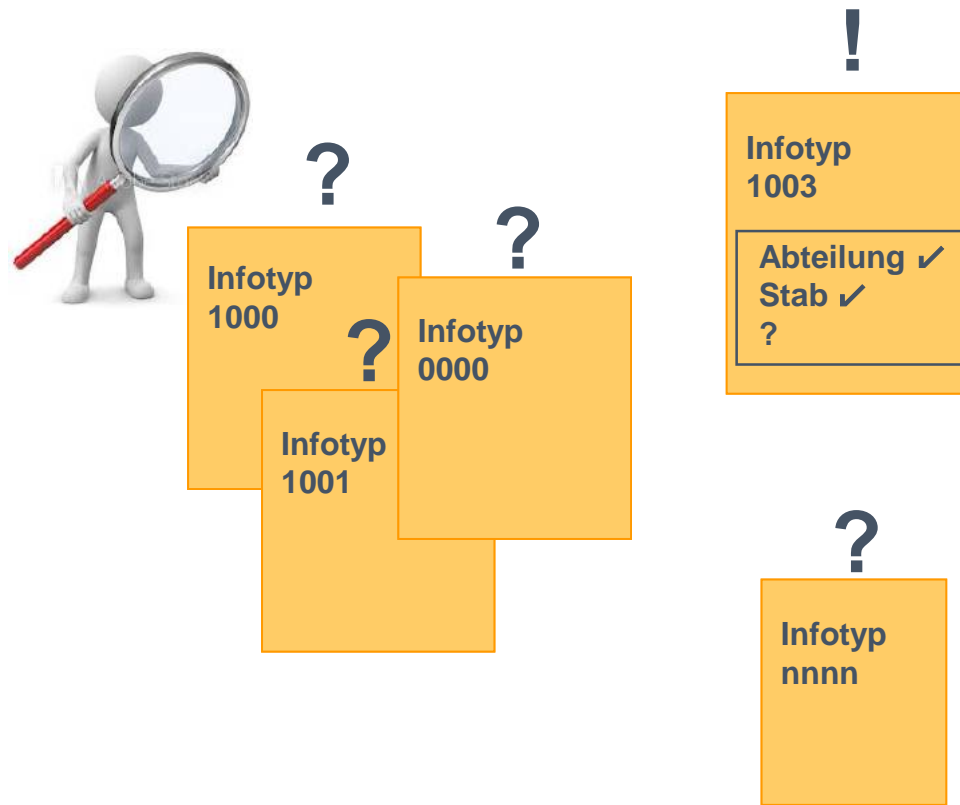 !
Infotyp
1003
Abteilung ✓
Stab ✓
?
?
Infotyp
1000
?
Infotyp
0000
?
Infotyp
1001
?
Infotyp
nnnn